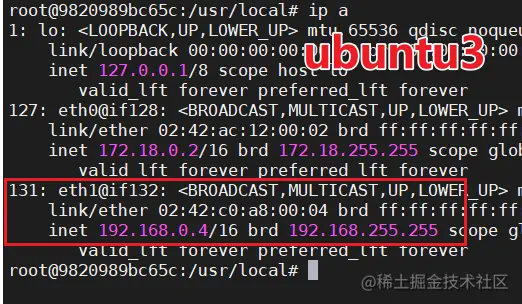 root@9820989bc65c:/usr/local# ip a
1: lo: <LOOPBACK,UP,LOWER_UP> mtu 65536 qdisc noqueue
link/loopback 00:00:00:00:00
inet 127.0.0.1/8 scope host lo
ubuntu3
valid_lft forever preferred_lft forever
127: eth0@if128: <BROADCAST,MULTICAST,UP,LOWER_UP> m
link/ether 02:42:ac:12:00:02 brd ff:ff:ff:ff:ff
inet 172.18.0.2/16 brd 172.18.255.255 scope glob
valid_lft forever preferred_lft forever
131: eth1@if132: <BROADCAST,MULTICAST,UP,LOWER_UP> m
link/ether 02:42:c0:a8:00:04 brd ff:ff:ff:ff:ff
inet 192.168.0.4/16 brd 192.168.255.255 scope gl
valid_lft forever preferred_lft forever
root@9820989bc65c:/usr/local#
@稀土掘金技术社区